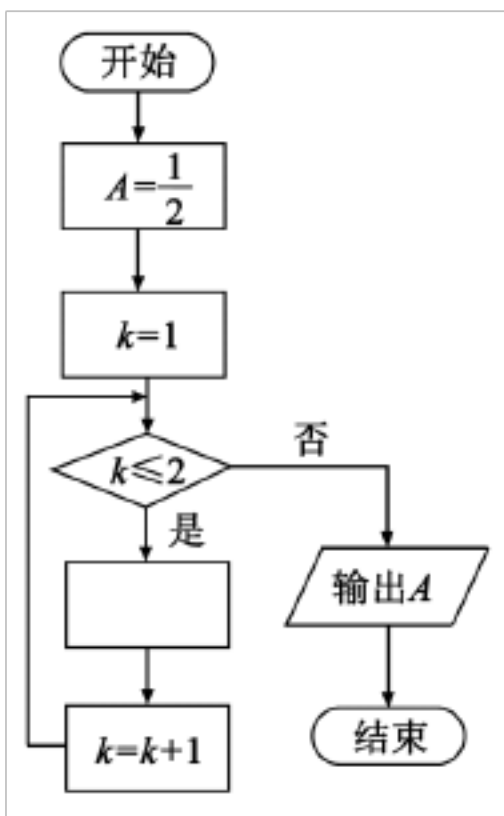 开始
A=1/2
k=1
k≤2
否
是
输出A
k=k+1
结束